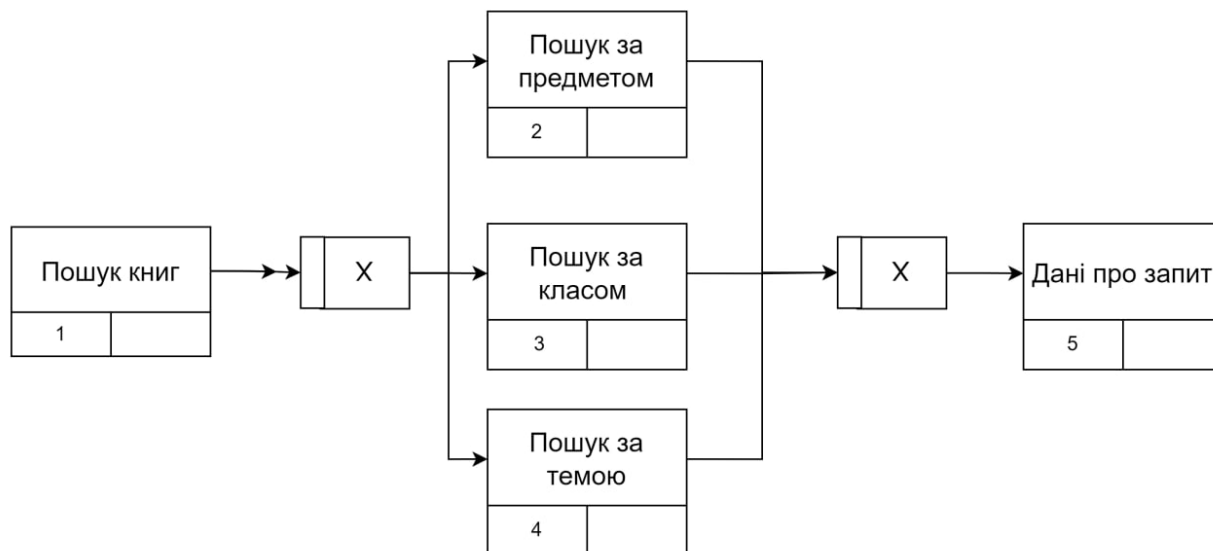 Пошук за
предметом
2
Пошук книг
1
X
Пошук за
класом
3
X
Дані про запит
5
Пошук за
темою
4